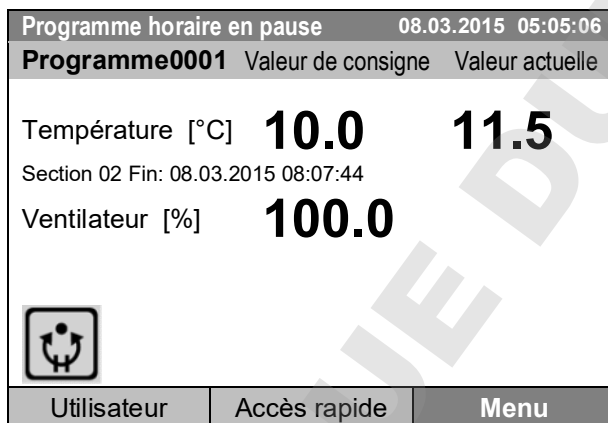 Programme horaire en pause 08.03.2015 05:05:06
Programme0001 Valeur de consigne Valeur actuelle
Température [°C] 10.0 11.5
Section 02 Fin: 08.03.2015 08:07:44
Ventilateur [%] 100.0
Utilisateur Accès rapide Menu